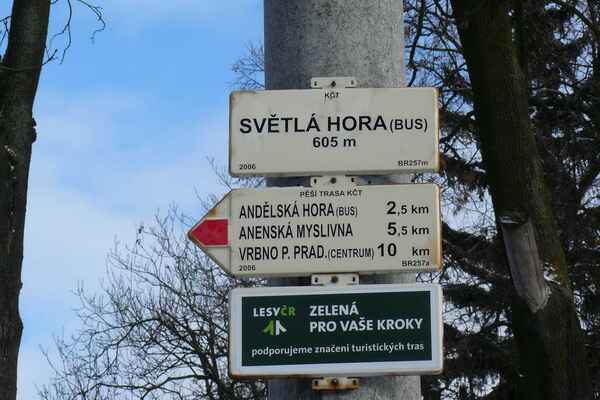 KČT
SVĚTLÁ HORA (BUS)
605 m
2006 BR257m
PĚŠÍ TRASA KČT
ANDĚLSKÁ HORA (BUS) 2,5 km
ANENSKÁ MYSLIVNA 5,5 km
VRBNO P. PRAD. (CENTRUM) 10 km
2006 BR257a
LESYČR
ZELENÁ
PRO VAŠE KROKY
podporujeme značení turistických tras